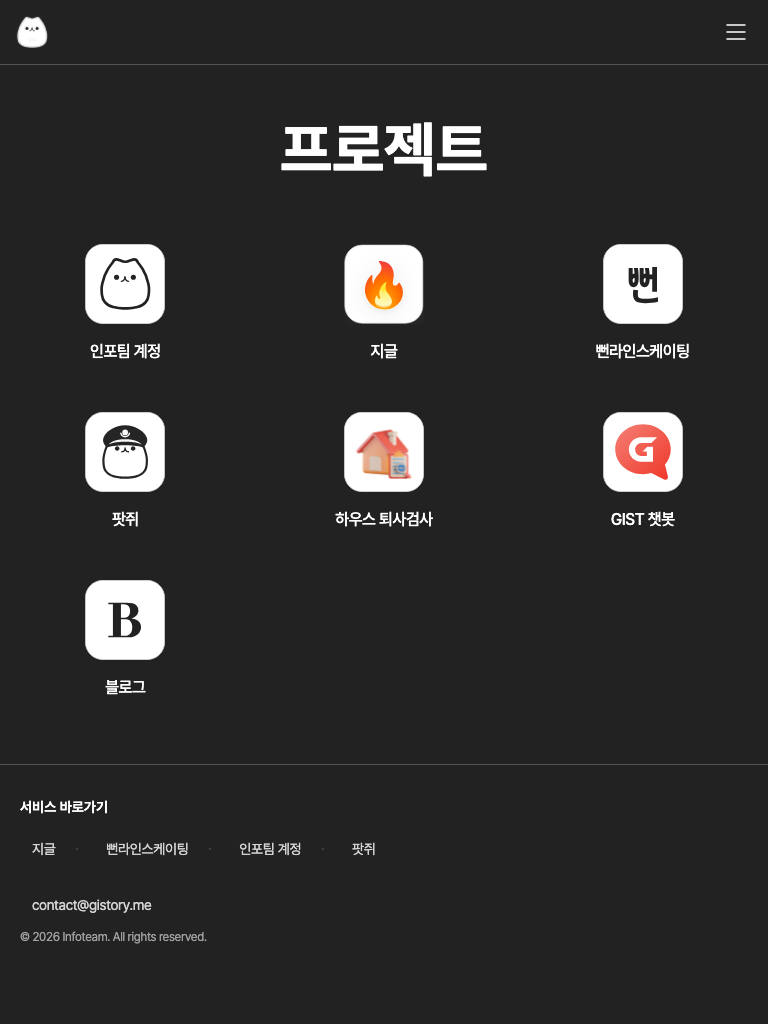 프로젝트
뻔
인포팀 계정
지글
뻔라인스케이팅
G
팟쥐
하우스 퇴사검사
GIST 챗봇
B
블로그
서비스 바로가기
지글 · 뻔라인스케이팅 · 인포팀 계정 · 팟쥐
contact@gistory.me
© 2026 Infoteam. All rights reserved.